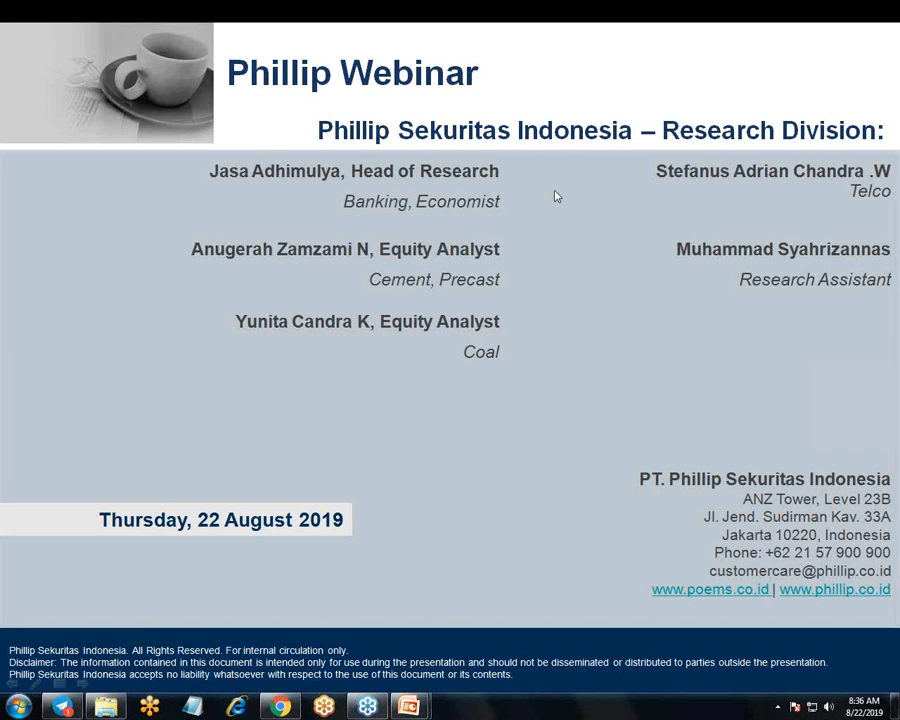 Phillip Webinar
Phillip Sekuritas Indonesia – Research Division:
Jasa Adhimulya, Head of Research
Banking, Economist
Anugerah Zamzami N, Equity Analyst
Cement, Precast
Yunita Candra K, Equity Analyst
Coal
Stefanus Adrian Chandra .W
Telco
Muhammad Syahrizannas
Research Assistant
PT. Phillip Sekuritas Indonesia
ANZ Tower, Level 23B
Jl. Jend. Sudirman Kav. 33A
Jakarta 10220, Indonesia
Phone: +62 21 57 900 900
customercare@phillip.co.id
www.poems.co.id | www.phillip.co.id
Thursday, 22 August 2019
Phillip Sekuritas Indonesia. All Rights Reserved. For internal circulation only.
Disclaimer: The information contained in this document is intended only for use during the presentation and should not be disseminated or distributed to parties outside the presentation.
Phillip Sekuritas Indonesia accepts no liability whatsoever with respect to the use of this document or its contents.
8:36 AM
8/22/2019